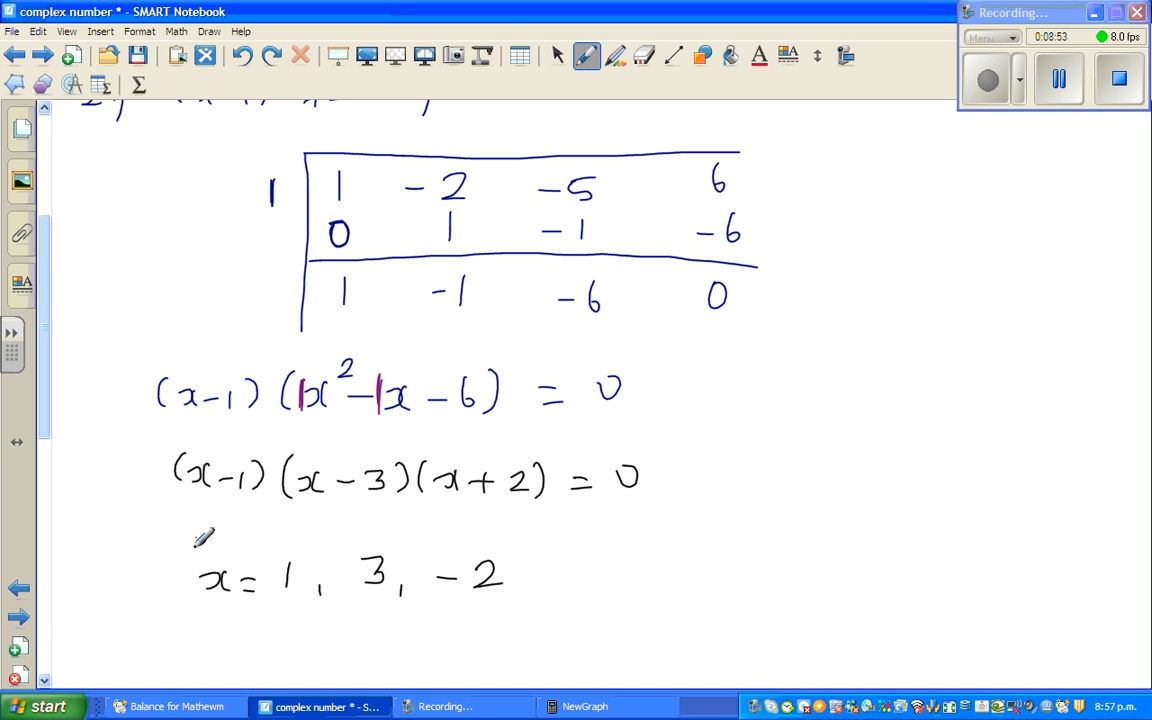 complex number * - SMART Notebook
Recording...
File Edit View Insert Format Math Draw Help
Menu
0:08:53
8.0 fps
1 1 -2 -5 6
0 1 -1 -6
1 -1 -6 0
(x-1) (1x² - 1x - 6) = 0
(x-1) (x-3) (x+2) = 0
x = 1, 3, -2
start
Balance for Mathewm
complex number * - S...
Recording...
NewGraph
8:57 p.m.